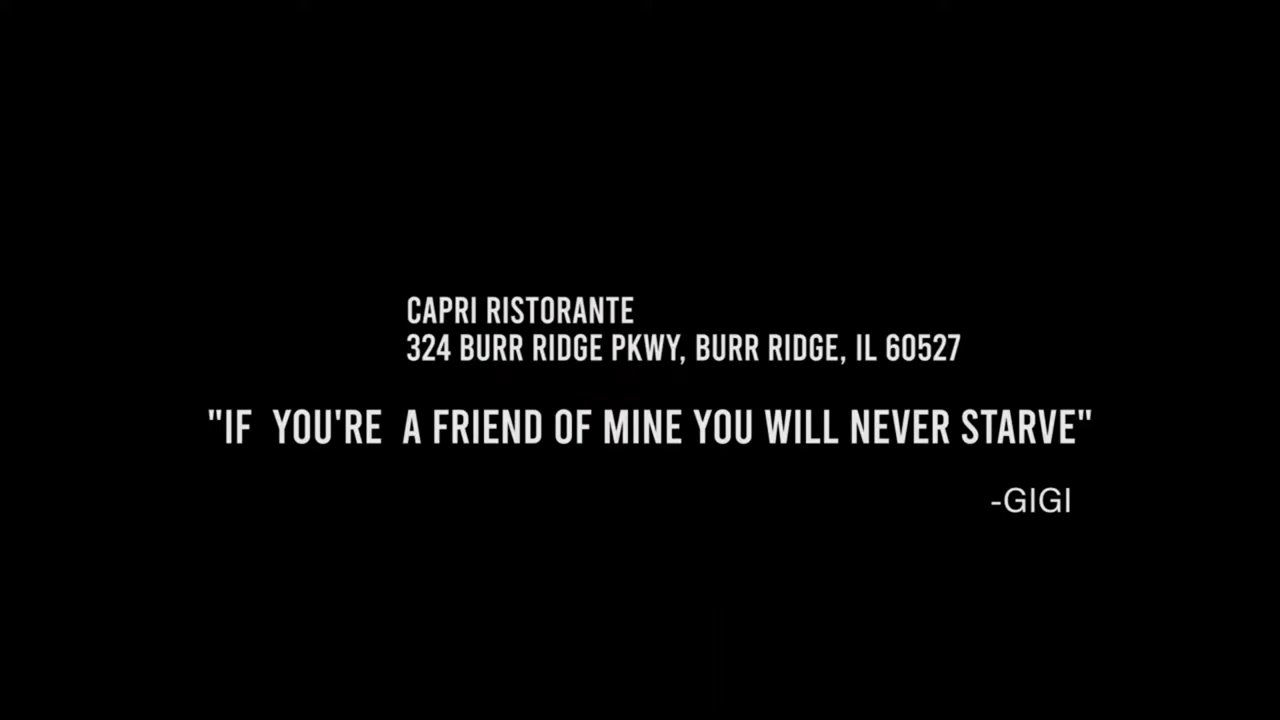 CAPRI RISTORANTE
324 BURR RIDGE PKWY, BURR RIDGE, IL 60527
"IF YOU'RE A FRIEND OF MINE YOU WILL NEVER STARVE"
-GIGI